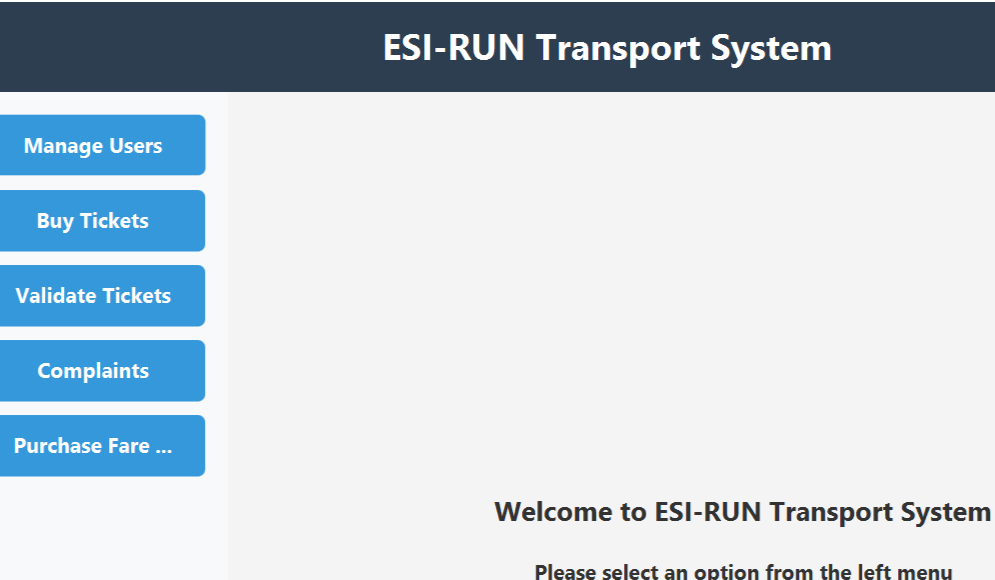 ESI-RUN Transport System
Manage Users
Buy Tickets
Validate Tickets
Complaints
Purchase Fare ...
Welcome to ESI-RUN Transport System
Please select an option from the left menu